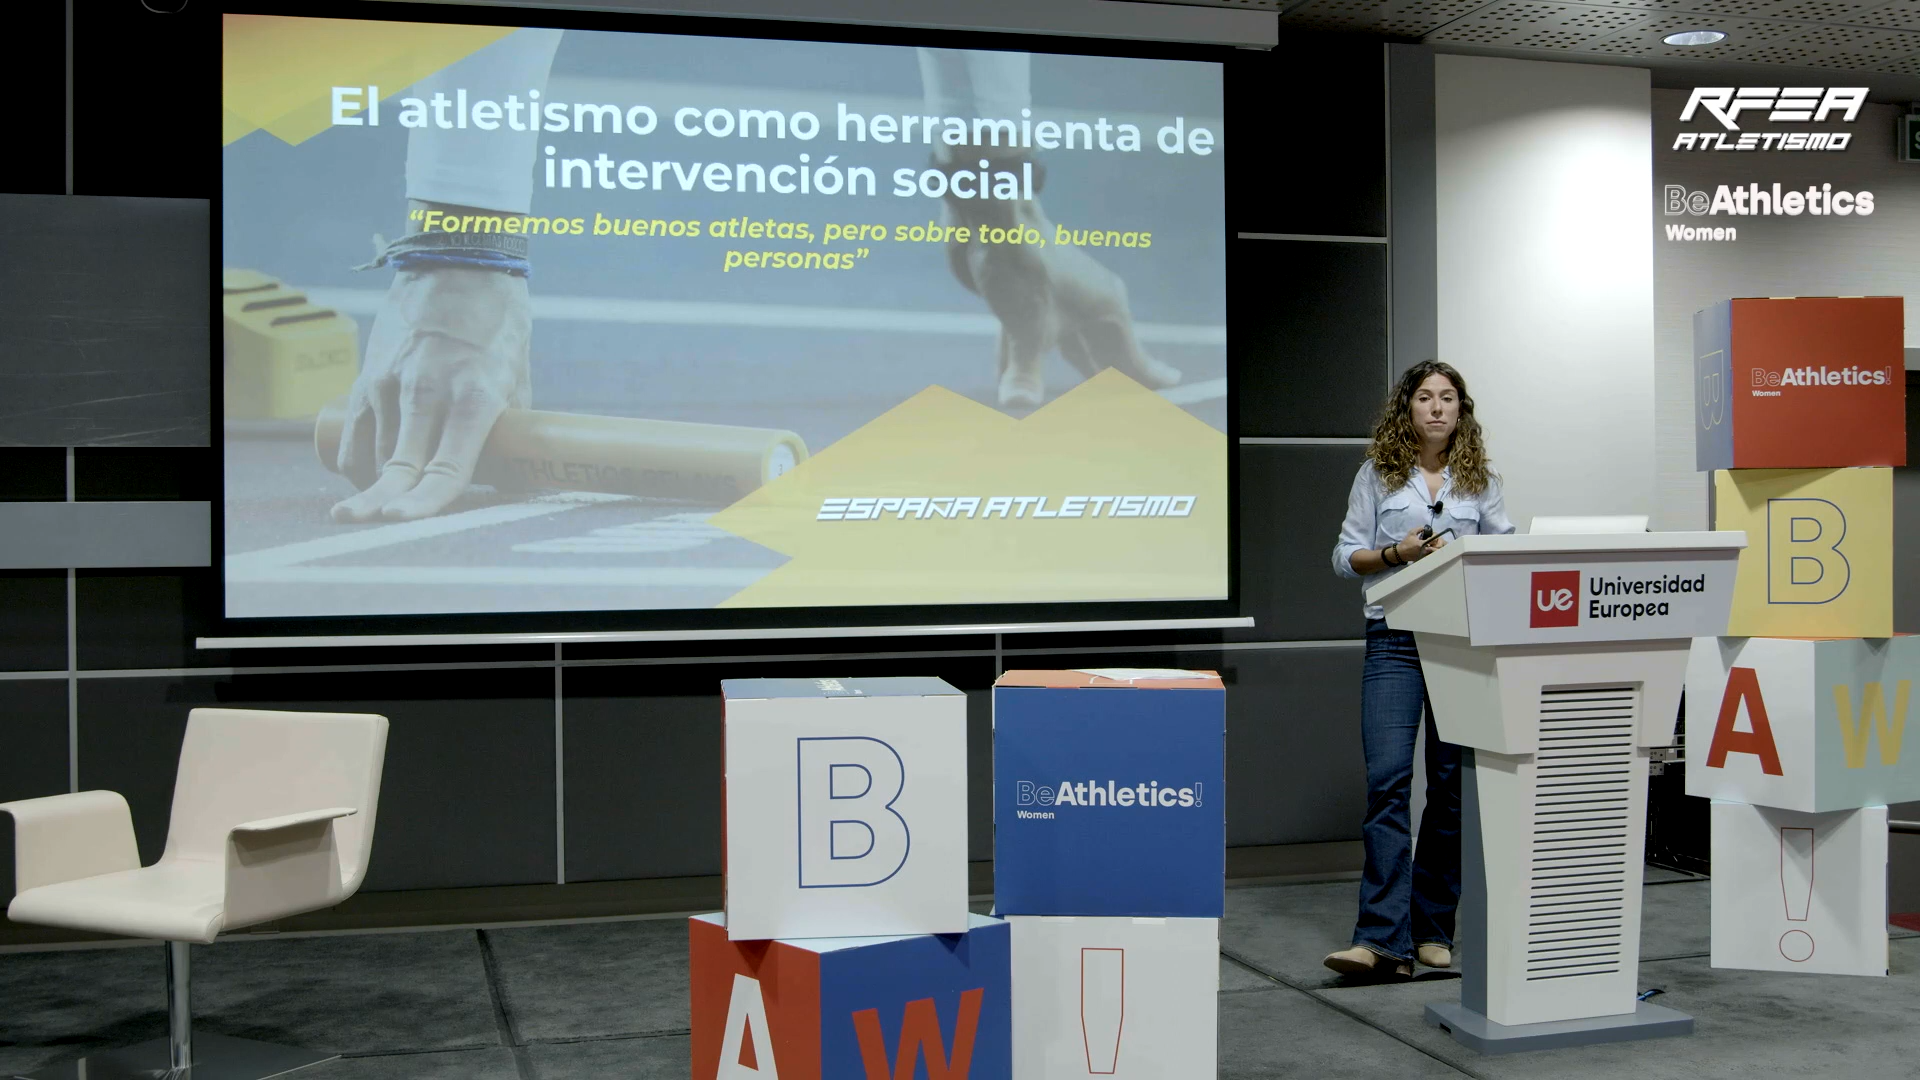 El atletismo como herramienta de
intervención social
“Formemos buenos atletas, pero sobre todo, buenas
personas”
ESPAÑA ATLETISMO
RFEA
ATLETISMO
BeAthletics
Women
BeAthletics!
Women
B
B
A W
!
ue Universidad
Europea
B
BeAthletics!
Women
A W
!